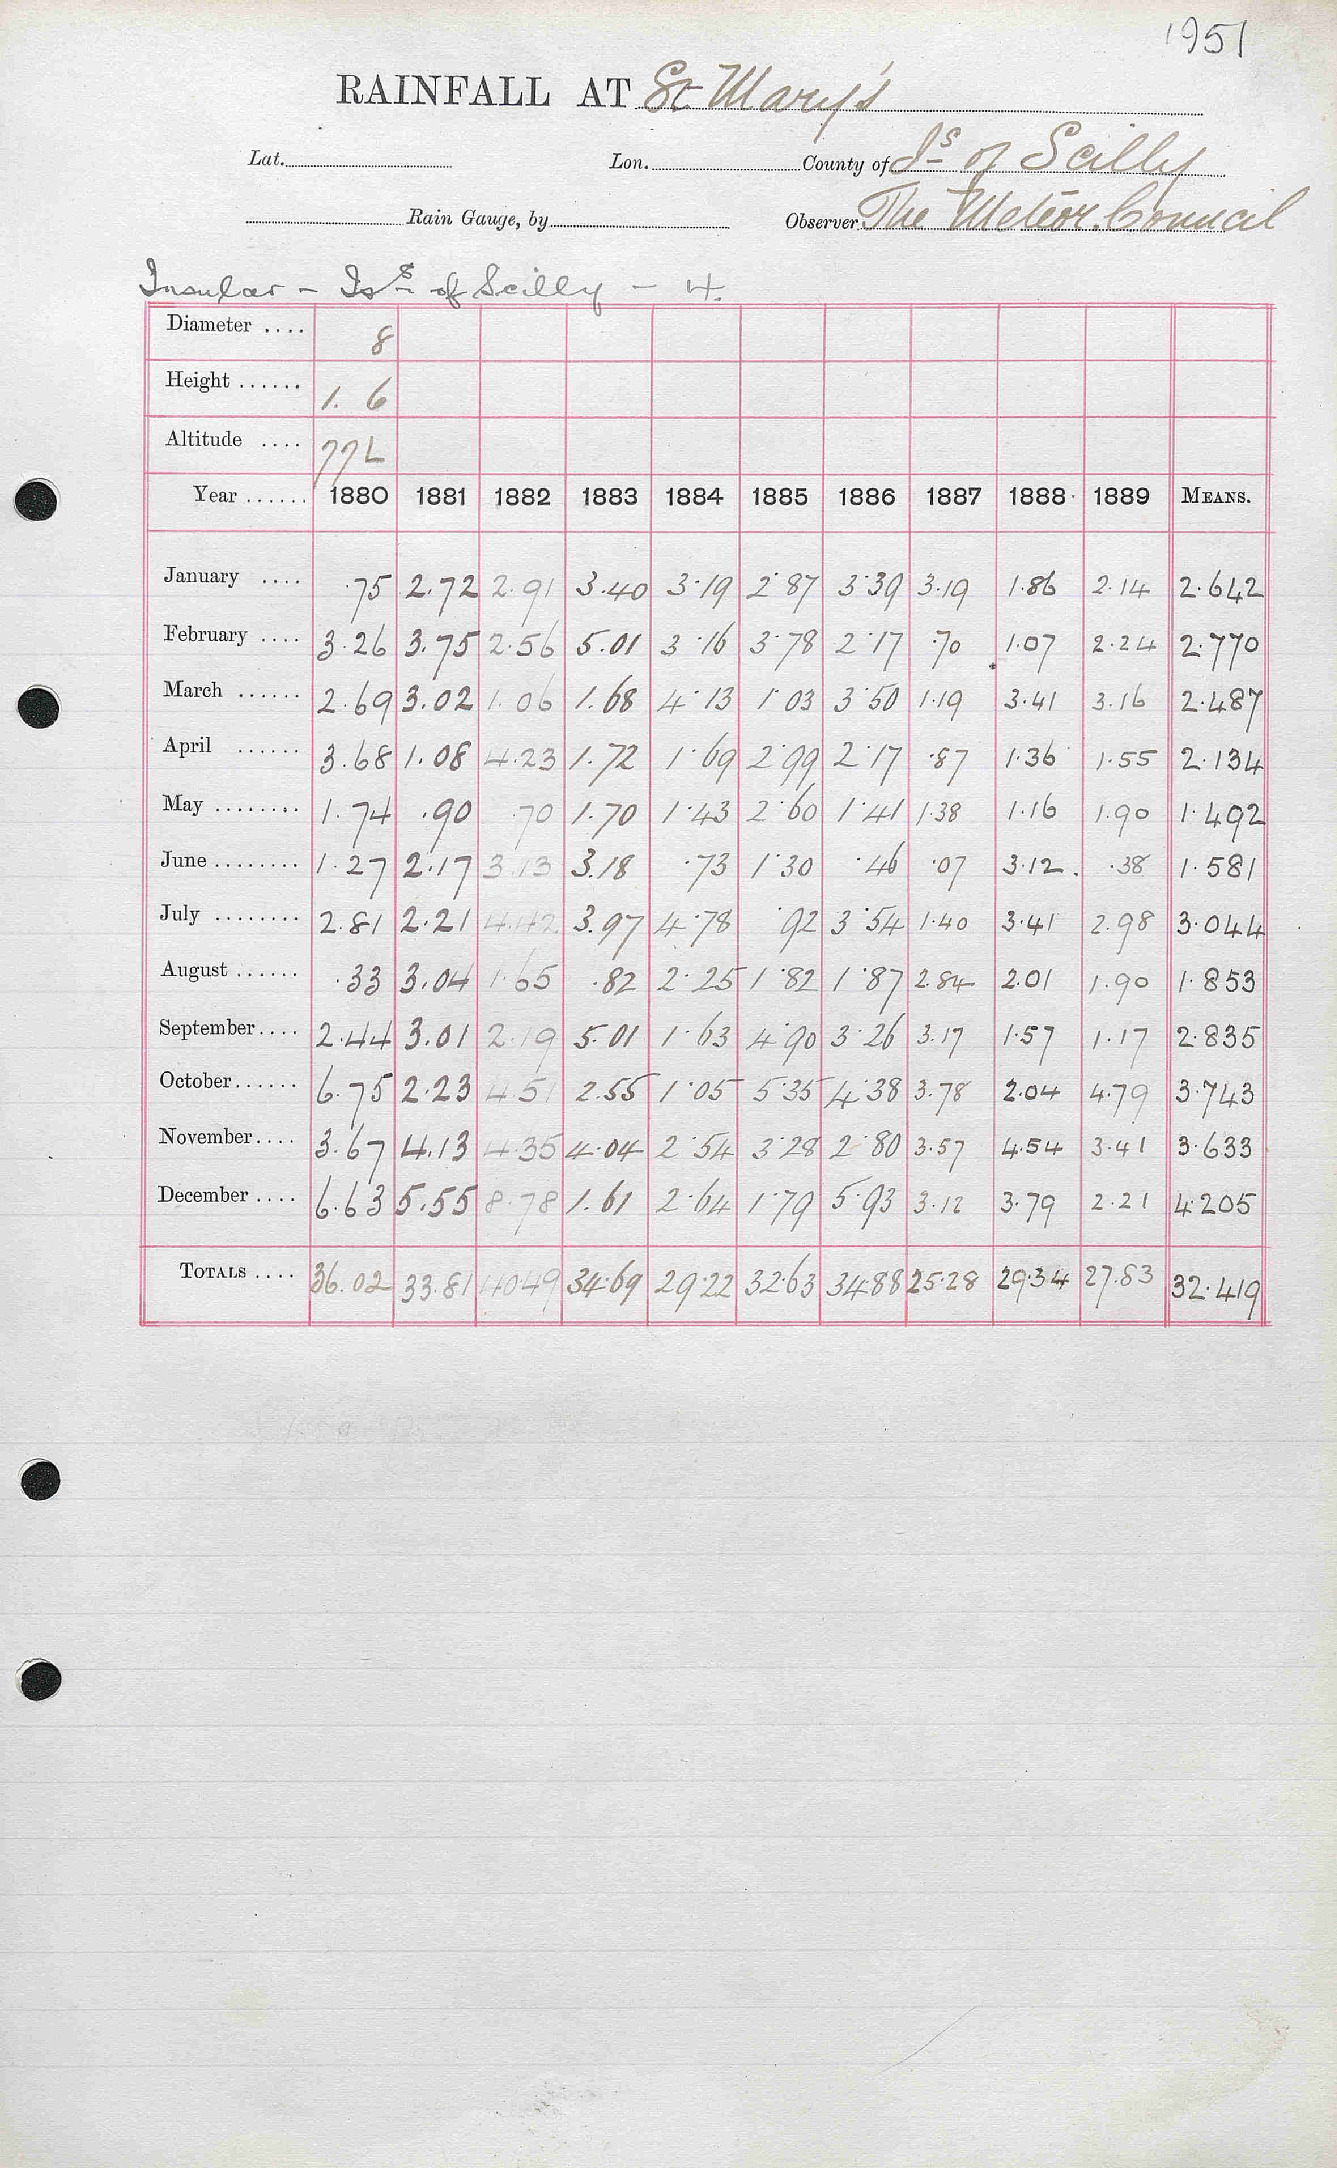 1951
RAINFALL AT St Mary's
Lat. Lon. County of Is of Scilly
Rain Gauge, by Observer The Meteor. Council
Insular - Is of Scilly - 4.
Diameter .... 8
Height ...... 1. 6
Altitude .... 77L
Year ...... 1880 1881 1882 1883 1884 1885 1886 1887 1888 1889 MEANS.
January .... .75 2.72 2.91 3.40 3.19 2.87 3.39 3.19 1.86 2.14 2.642
February .... 3.26 3.75 2.56 5.01 3.16 3.78 2.17 .70 1.07 2.24 2.770
March ...... 2.69 3.02 1.06 1.68 4.13 1.03 3.50 1.19 3.41 3.16 2.487
April ...... 3.68 1.08 4.23 1.72 1.69 2.99 2.17 .87 1.36 1.55 2.134
May ........ 1.74 .90 .70 1.70 1.43 2.60 1.41 1.38 1.16 1.90 1.492
June ........ 1.27 2.17 3.13 3.18 .73 1.30 .46 .07 3.12. .38 1.581
July ........ 2.81 2.21 4.42 3.97 4.78 .92 3.54 1.40 3.41 2.98 3.044
August ...... .33 3.04 1.65 .82 2.25 1.82 1.87 2.84 2.01 1.90 1.853
September.... 2.44 3.01 2.19 5.01 1.63 4.90 3.26 3.17 1.57 1.17 2.835
October...... 6.75 2.23 4.51 2.55 1.05 5.35 4.38 3.78 2.04 4.79 3.743
November.... 3.67 4.13 4.35 4.04 2.54 3.28 2.80 3.57 4.54 3.41 3.633
December .... 6.63 5.55 8.78 1.61 2.64 1.79 5.93 3.12 3.79 2.21 4.205
TOTALS .... 36.02 33.81 40.49 34.69 29.22 32.63 34.88 25.28 29.34 27.83 32.419